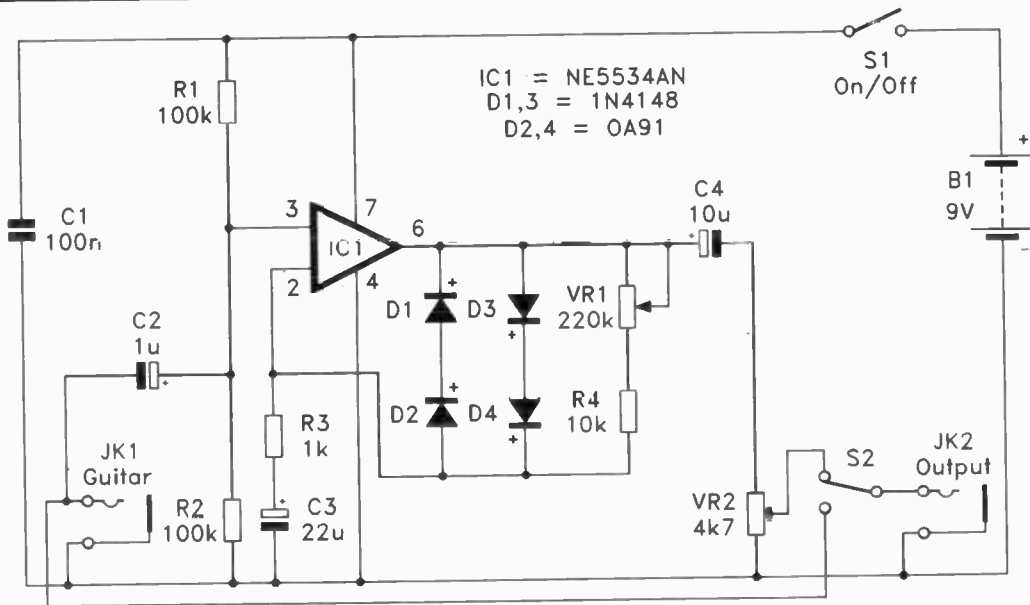 R1
100k
IC1 = NE5534AN
D1,3 = 1N4148
D2,4 = OA91
S1
On/Off
+
B1
9V
-
C1
100n
3
7
6
IC1
2
4
C4
10u
+
+
D1
D3
VR1
220k
+
C2
1u
+
+
D2
D4
+
R4
10k
R3
1k
JK1
Guitar
R2
100k
+
C3
22u
VR2
4k7
S2
JK2
Output